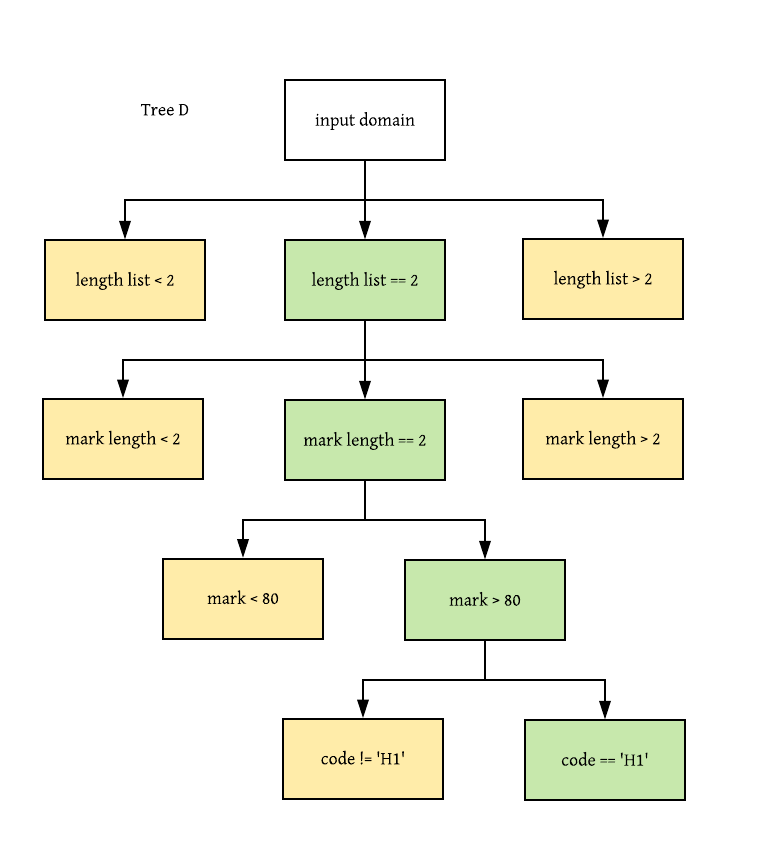 Tree D
input domain
length list < 2
length list == 2
length list > 2
mark length < 2
mark length == 2
mark length > 2
mark < 80
mark > 80
code != 'H1'
code == 'H1'